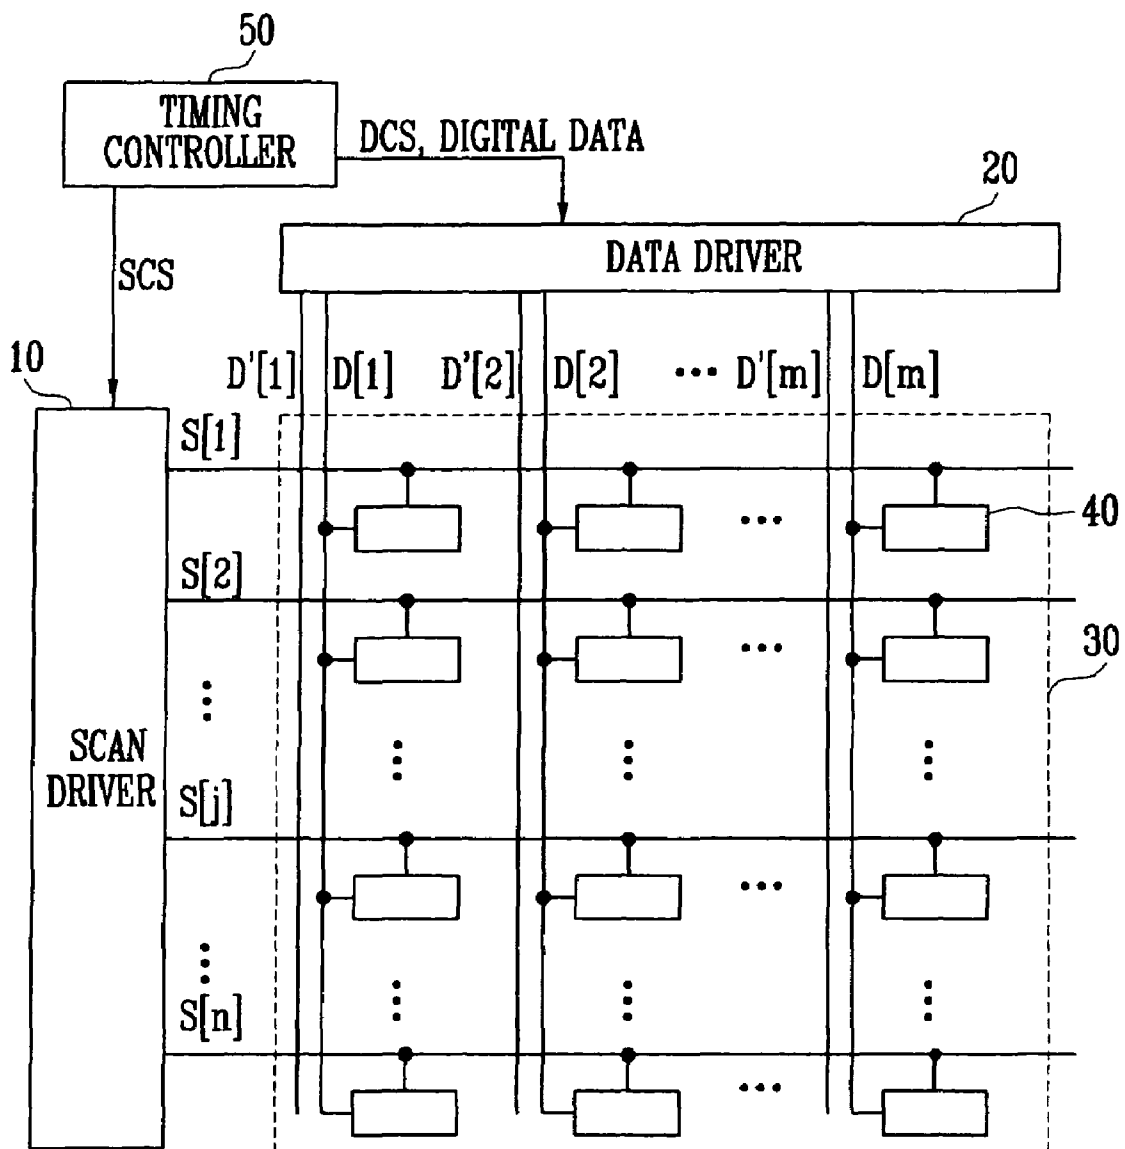 50
TIMING
CONTROLLER
DCS, DIGITAL DATA
20
DATA DRIVER
SCS
10
D'[1] D[1] D'[2] D[2] ••• D'[m] D[m]
S[1]
40
S[2]
30
SCAN
DRIVER
S[j]
S[n]